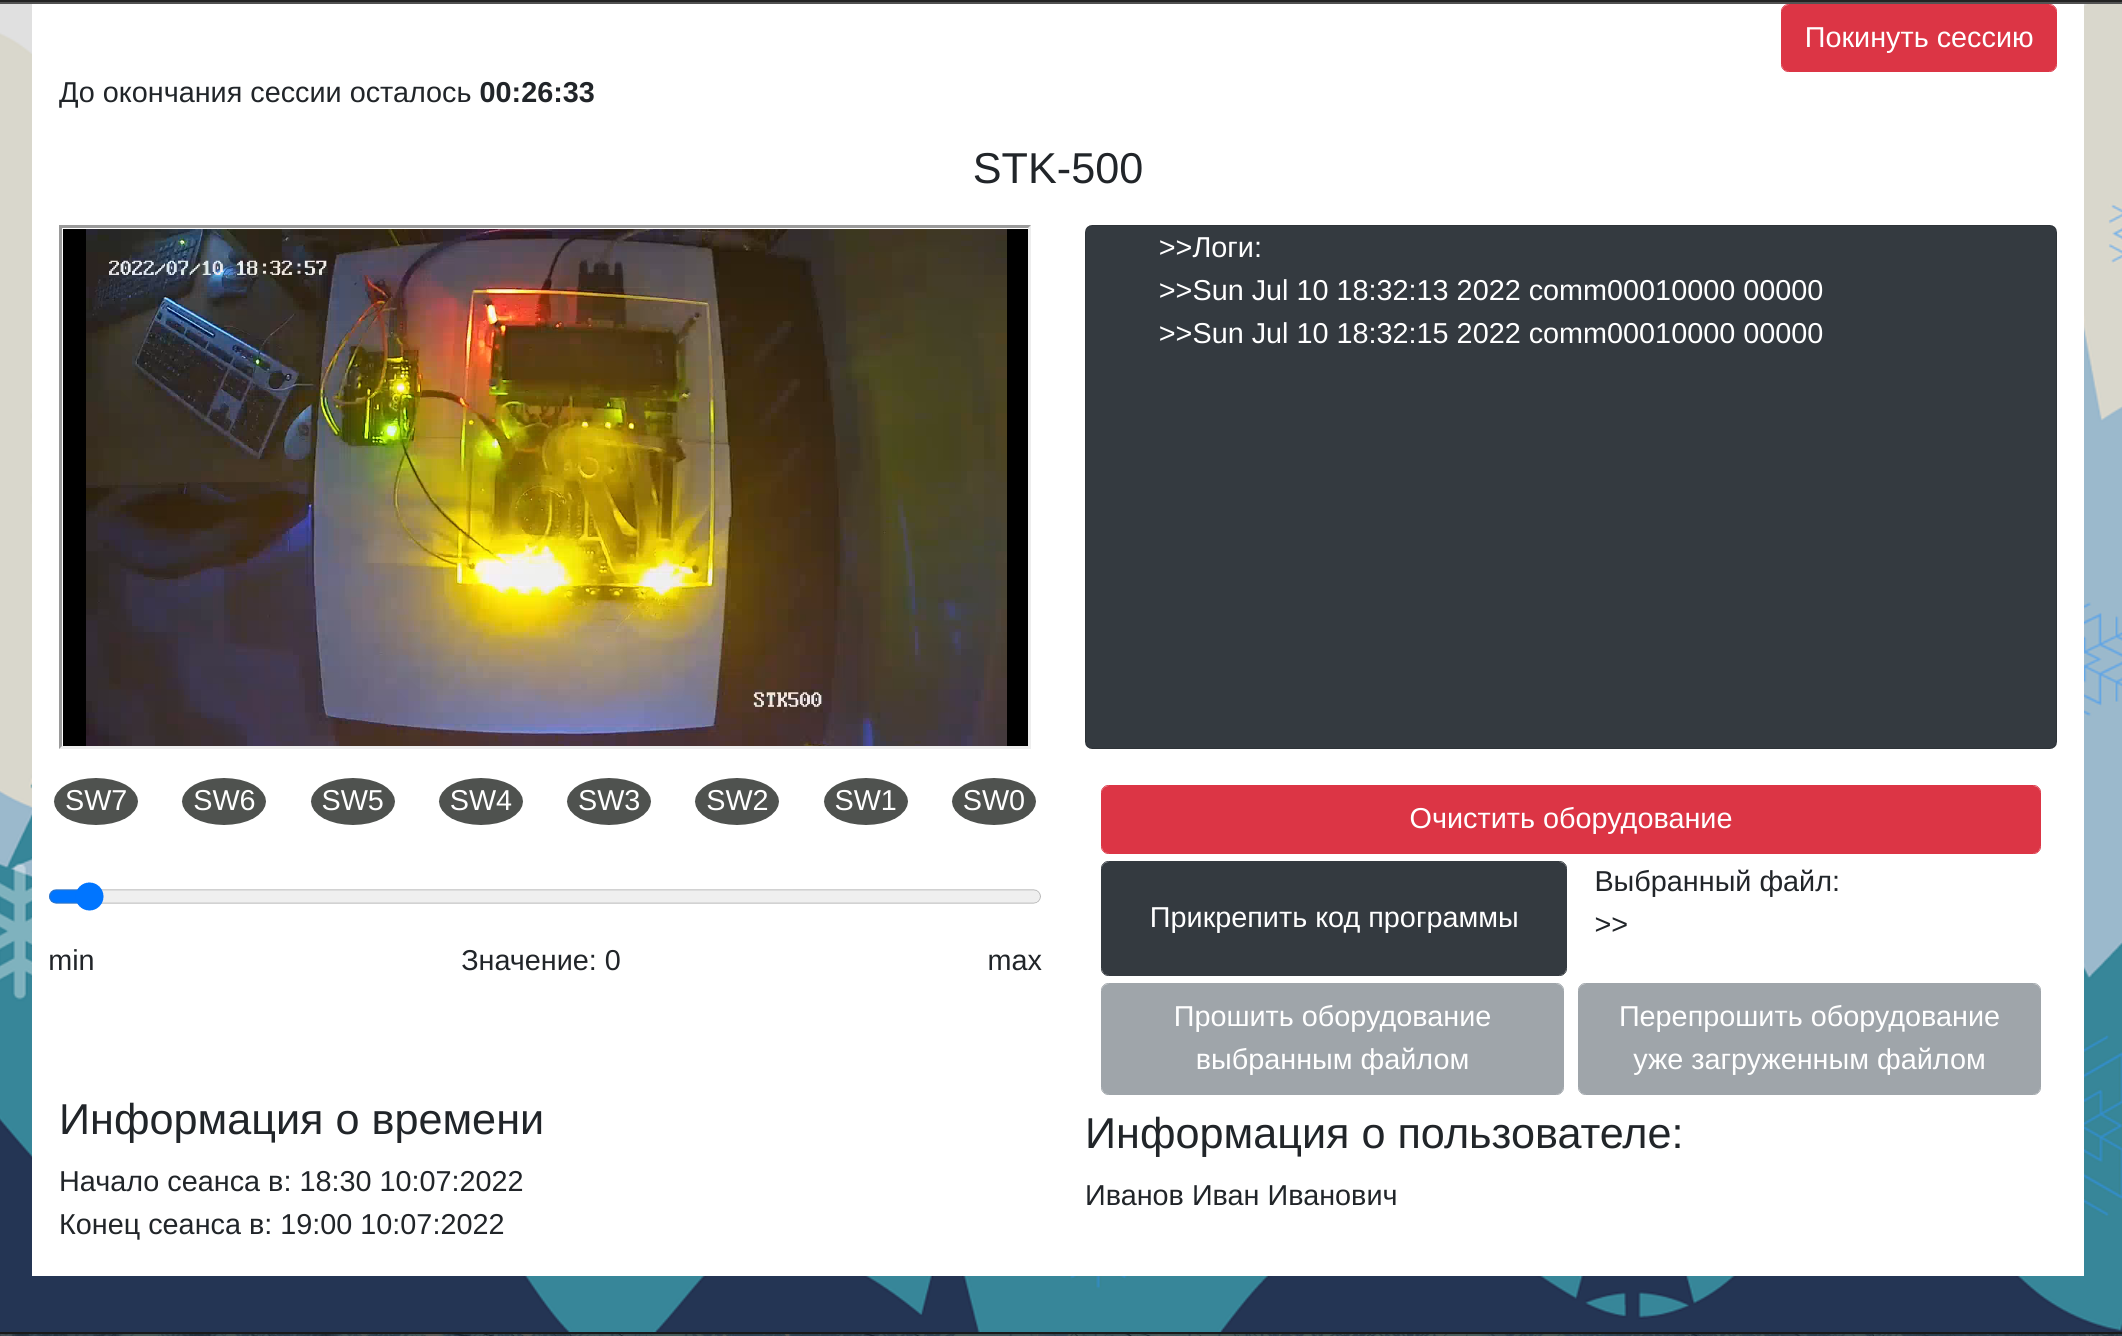 Покинуть сессию
До окончания сессии осталось 00:26:33
STK-500
2022/07/10 18:32:57
STK500
>>Логи:
>>Sun Jul 10 18:32:13 2022 comm00010000 00000
>>Sun Jul 10 18:32:15 2022 comm00010000 00000
SW7 SW6 SW5 SW4 SW3 SW2 SW1 SW0
min Значение: 0 max
Очистить оборудование
Прикрепить код программы
Выбранный файл:
>>
Прошить оборудование
выбранным файлом
Перепрошить оборудование
уже загруженным файлом
Информация о времени
Начало сеанса в: 18:30 10:07:2022
Конец сеанса в: 19:00 10:07:2022
Информация о пользователе:
Иванов Иван Иванович